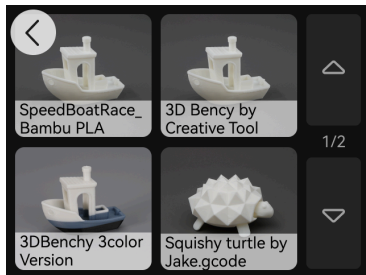 SpeedBoatRace_
Bambu PLA
3D Bency by
Creative Tool
1/2
3DBenchy 3color
Version
Squishy turtle by
Jake.gcode